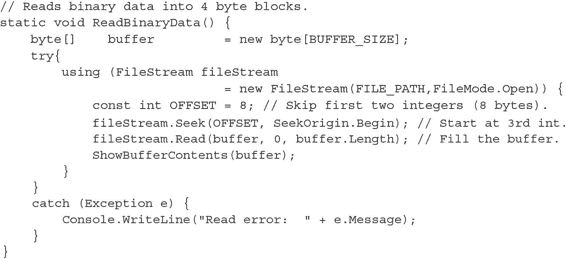 // Reads binary data into 4 byte blocks.
static void ReadBinaryData() {
    byte[]    buffer         = new byte[BUFFER_SIZE];
    try{
        using (FileStream fileStream
                             = new FileStream(FILE_PATH,FileMode.Open)) {
            const int OFFSET = 8; // Skip first two integers (8 bytes).
            fileStream.Seek(OFFSET, SeekOrigin.Begin); // Start at 3rd int.
            fileStream.Read(buffer, 0, buffer.Length); // Fill the buffer.
            ShowBufferContents(buffer);
        }
    }
    catch (Exception e) {
        Console.WriteLine("Read error:  " + e.Message);
    }
}